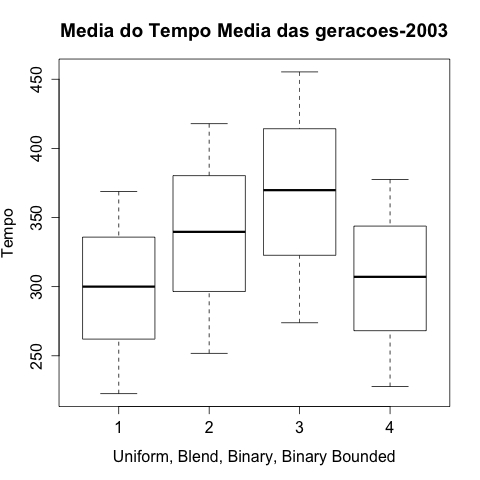 Media do Tempo Media das geracoes-2003
Tempo
450
400
350
300
250
1 2 3 4
Uniform, Blend, Binary, Binary Bounded